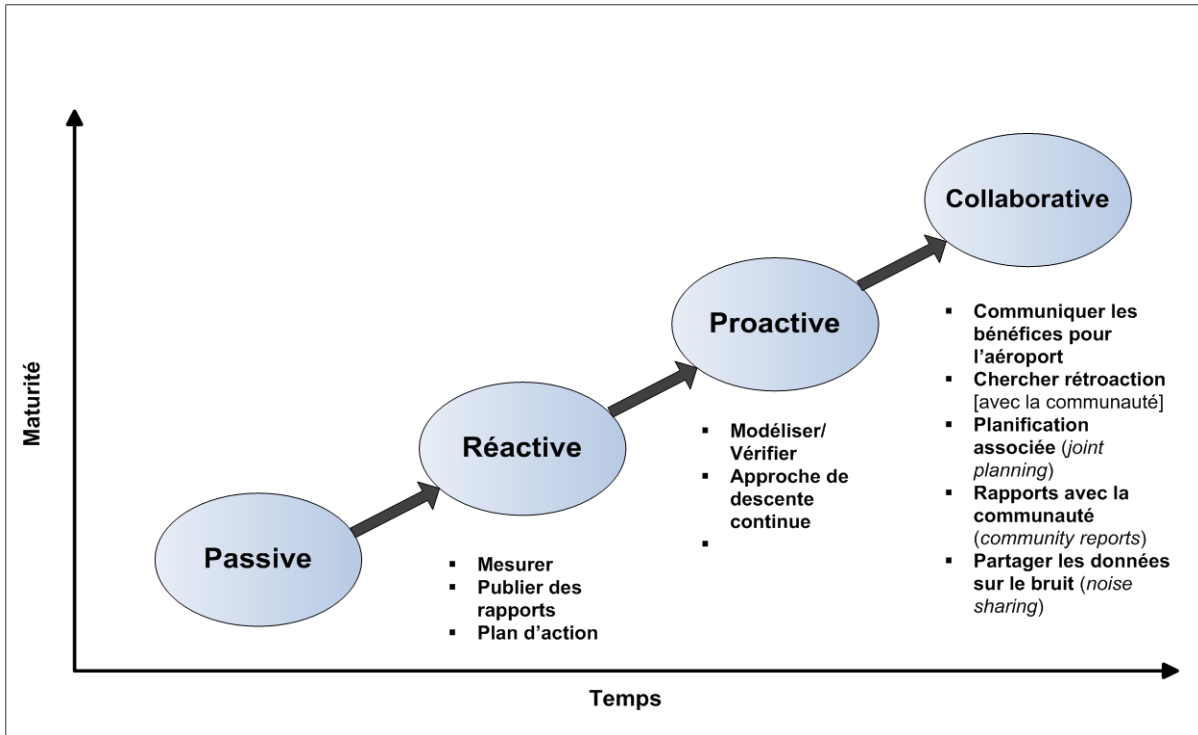 Maturité
Collaborative
Proactive
Réactive
Passive
▪ Mesurer
▪ Publier des
rapports
▪ Plan d'action
▪ Modéliser/
Vérifier
▪ Approche de
descente
continue
▪
▪ Communiquer les
bénéfices pour
l'aéroport
▪ Chercher rétroaction
[avec la communauté]
▪ Planification
associée (joint
planning)
▪ Rapports avec la
communauté
(community reports)
▪ Partager les données
sur le bruit (noise
sharing)
Temps